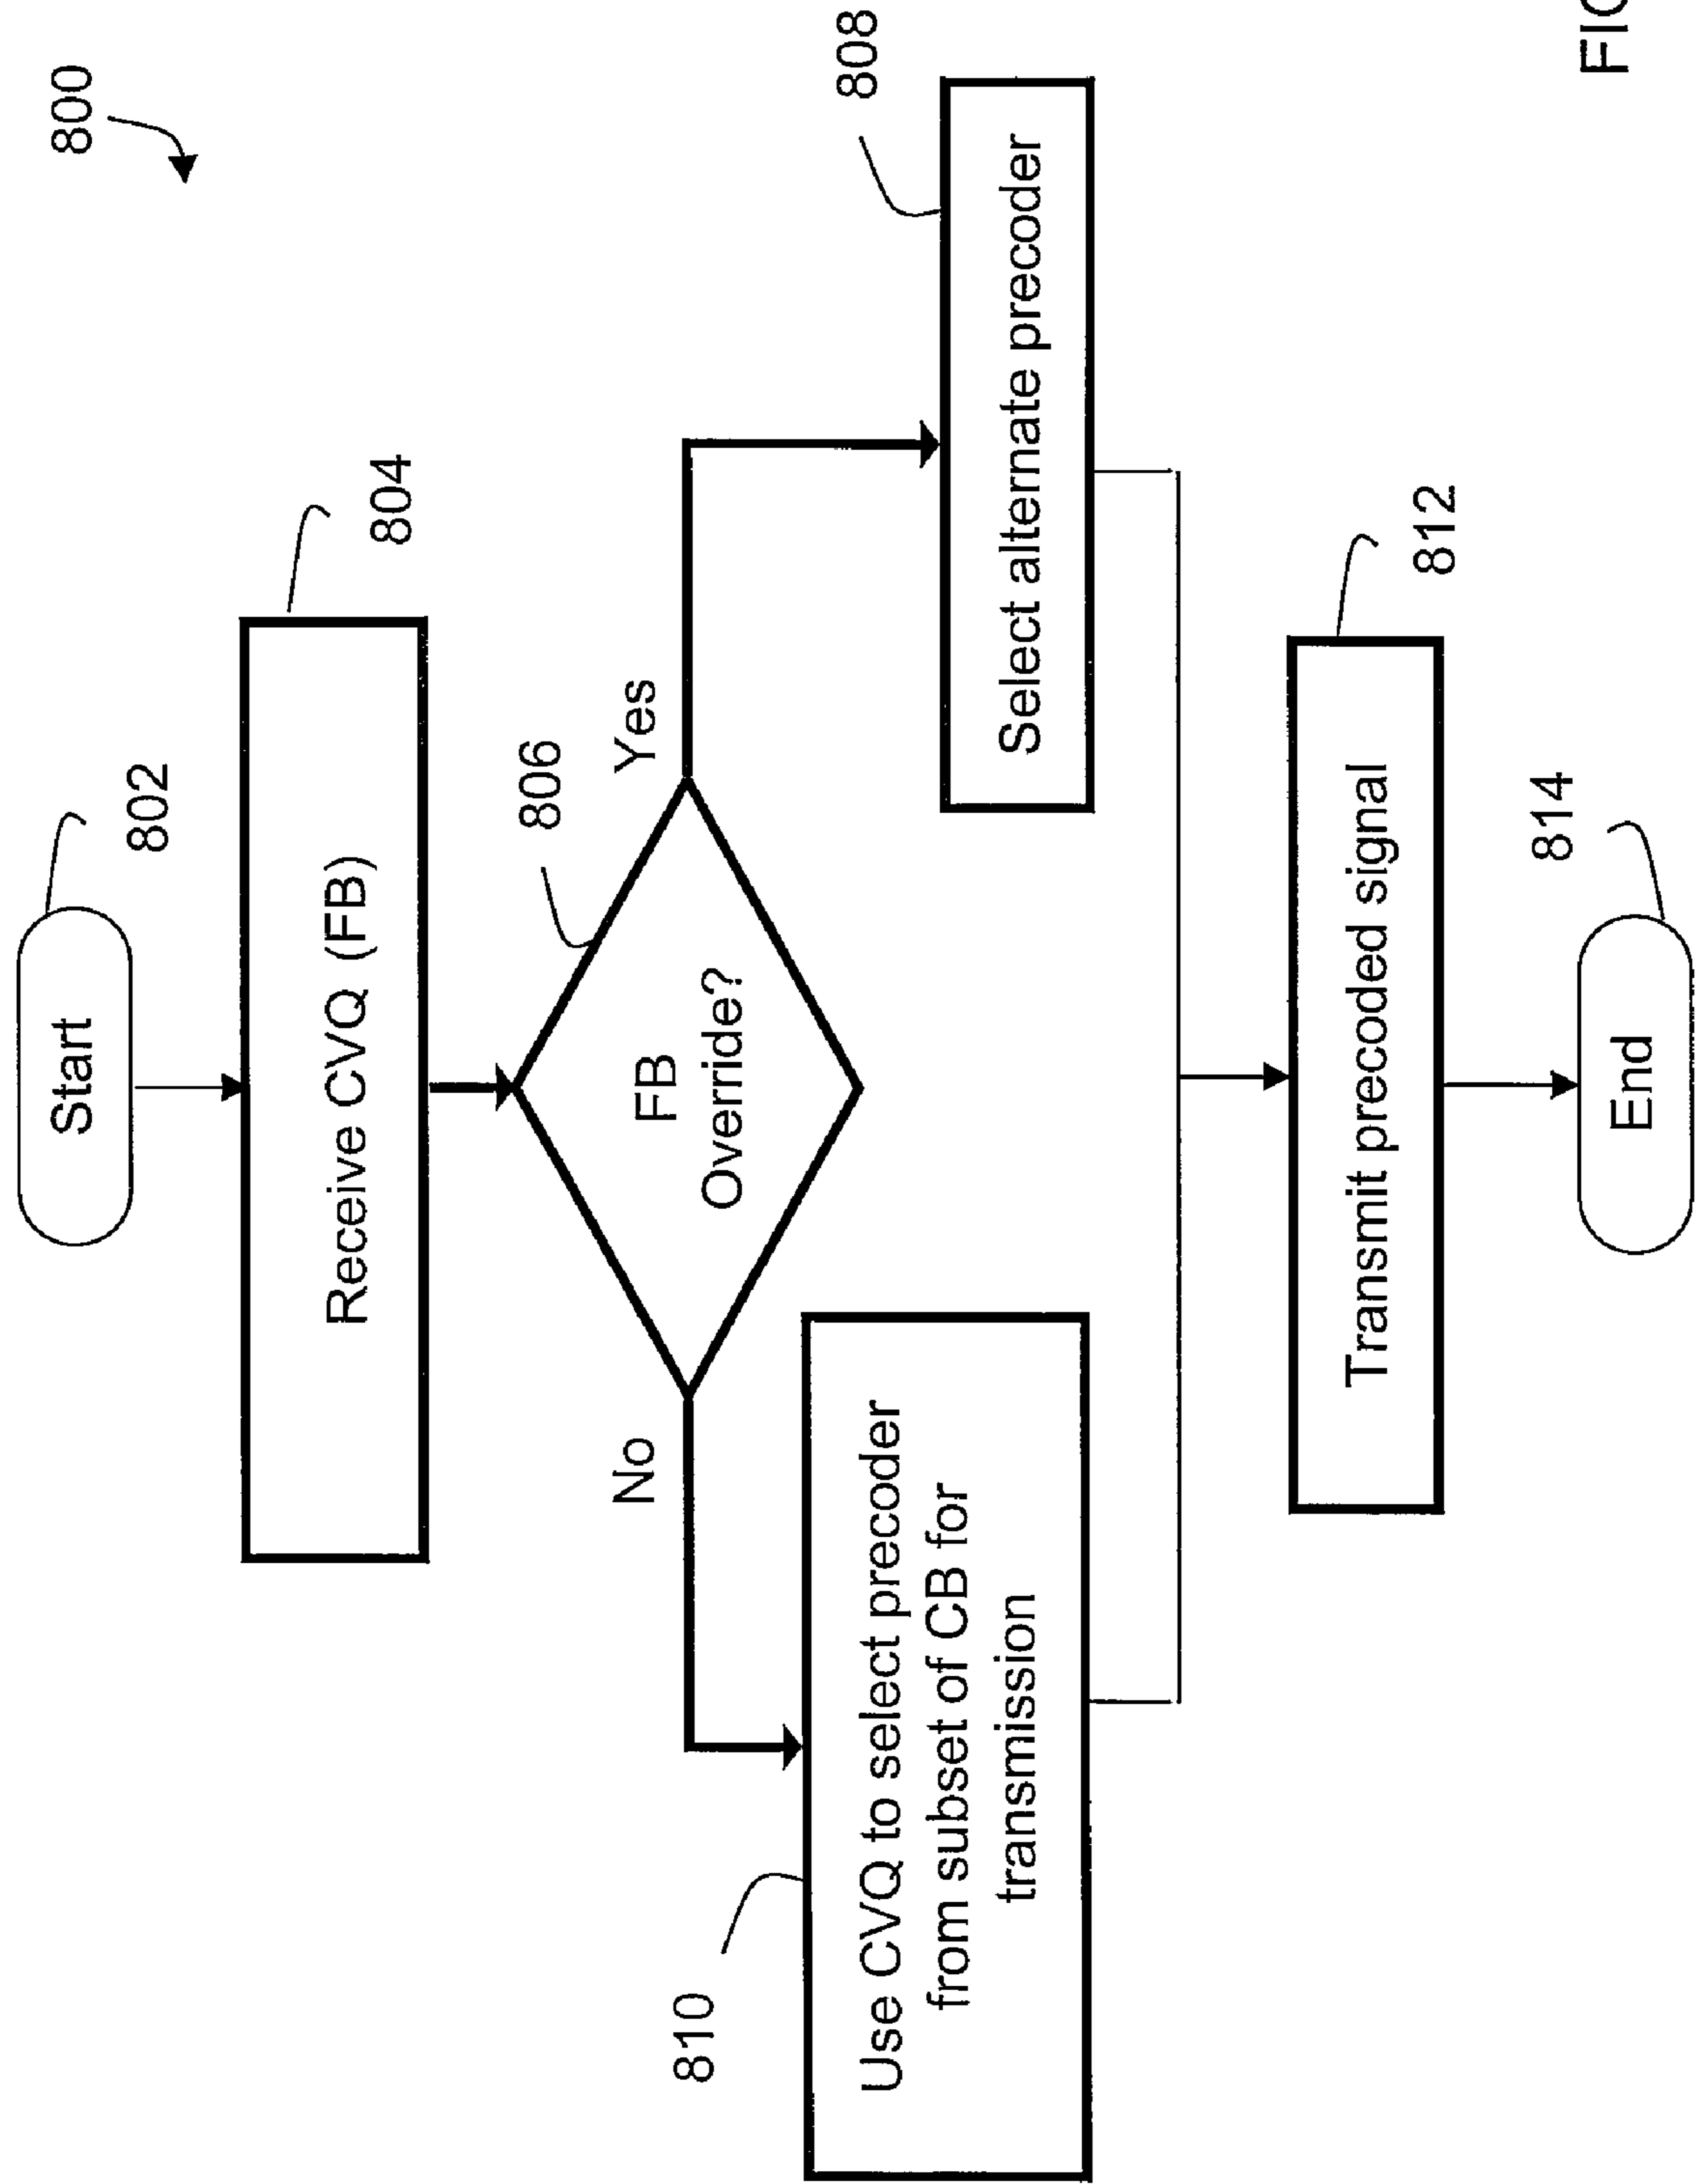 800
Start
802
Receive CVQ (FB)
804
FB
Override?
806
No
Yes
810
Use CVQ to select precoder
from subset of CB for
transmission
Select alternate precoder
808
Transmit precoded signal
812
End
814